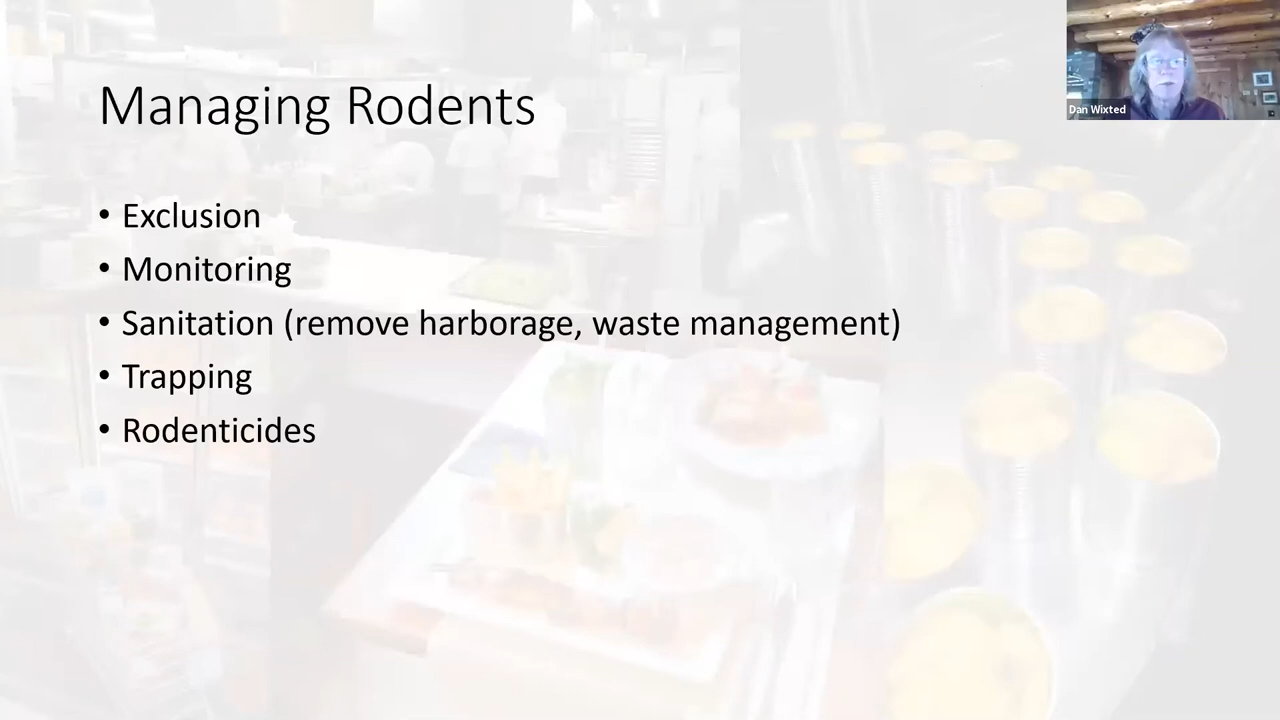 Managing Rodents
• Exclusion
• Monitoring
• Sanitation (remove harborage, waste management)
• Trapping
• Rodenticides
Dan Wixted